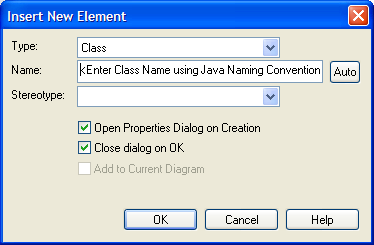 Insert New Element
Type: Class
Name: <Enter Class Name using Java Naming Convention Auto
Stereotype:
Open Properties Dialog on Creation
Close dialog on OK
Add to Current Diagram
OK Cancel Help